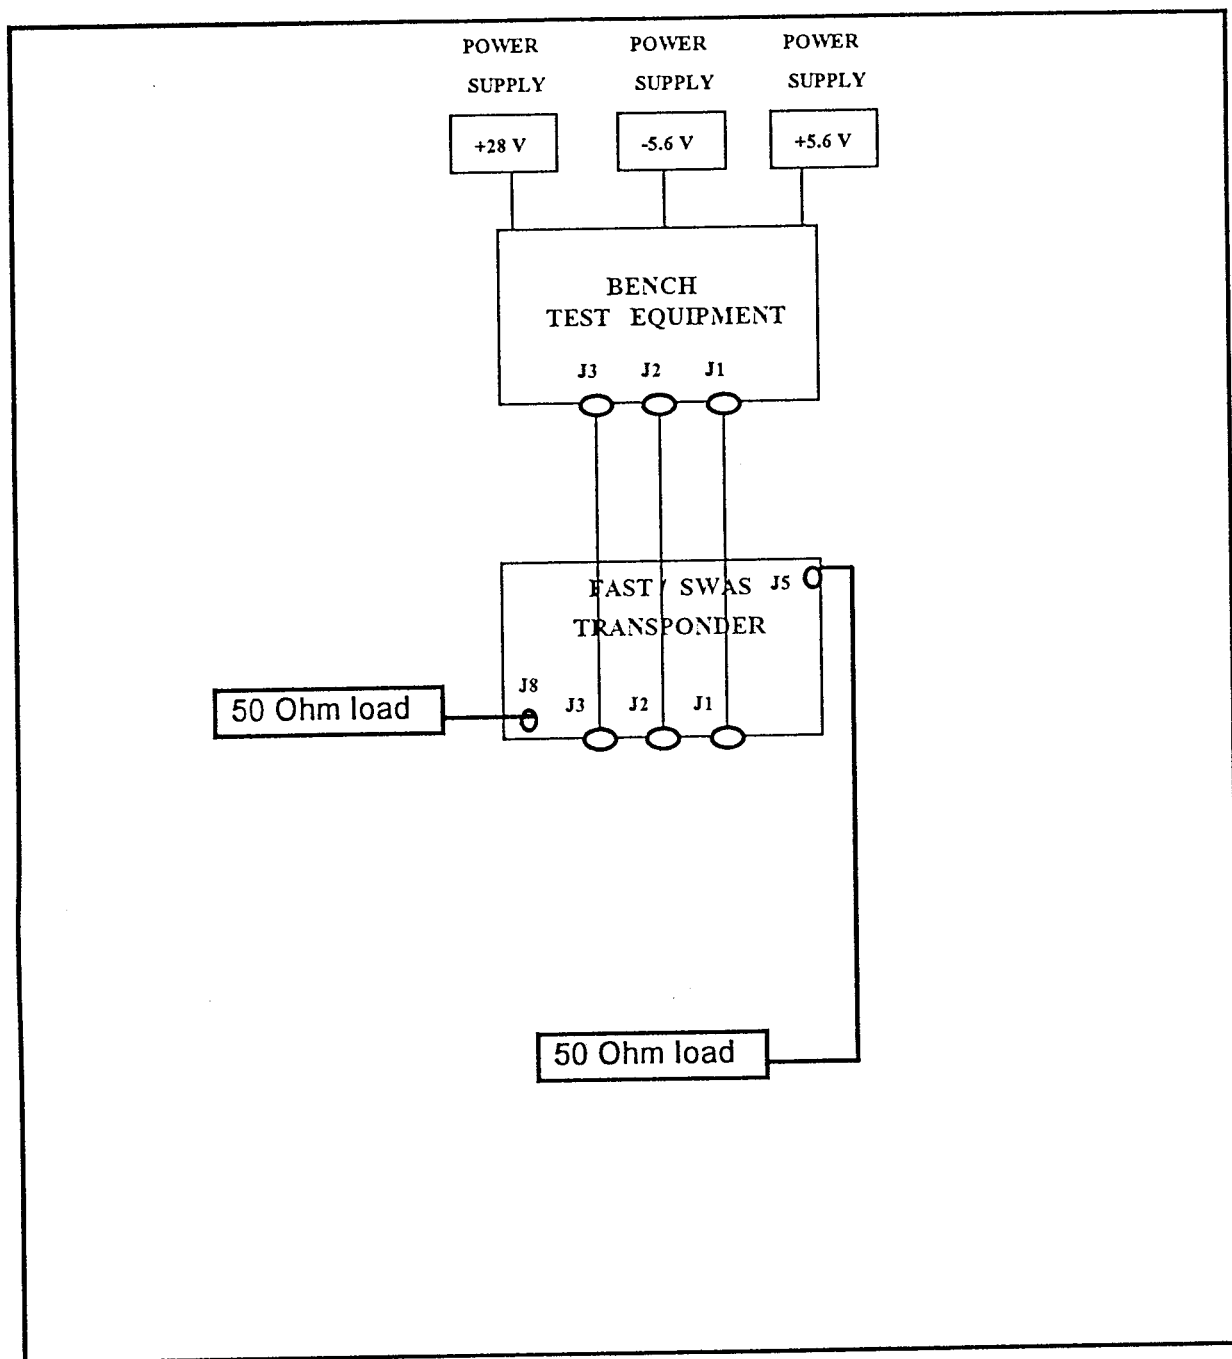 POWER
SUPPLY
POWER
SUPPLY
POWER
SUPPLY
+28 V
-5.6 V
+5.6 V
BENCH
TEST EQUIPMENT
J3 J2 J1
FAST / SWAS
J5
TRANSPONDER
J8
J3 J2 J1
50 Ohm load
50 Ohm load